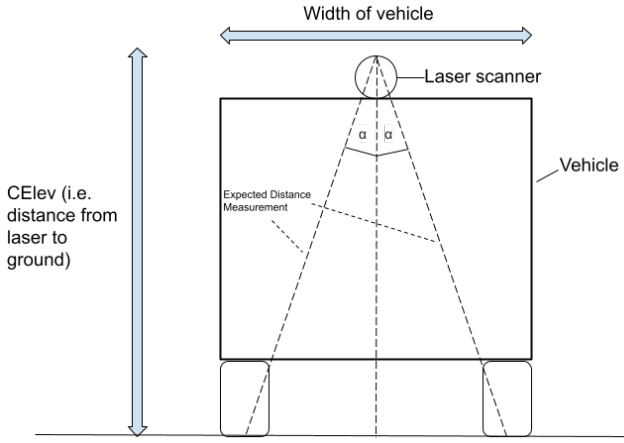 Width of vehicle
Laser scanner
α α
Vehicle
Expected Distance
Measurement
CElev (i.e.
distance from
laser to
ground)